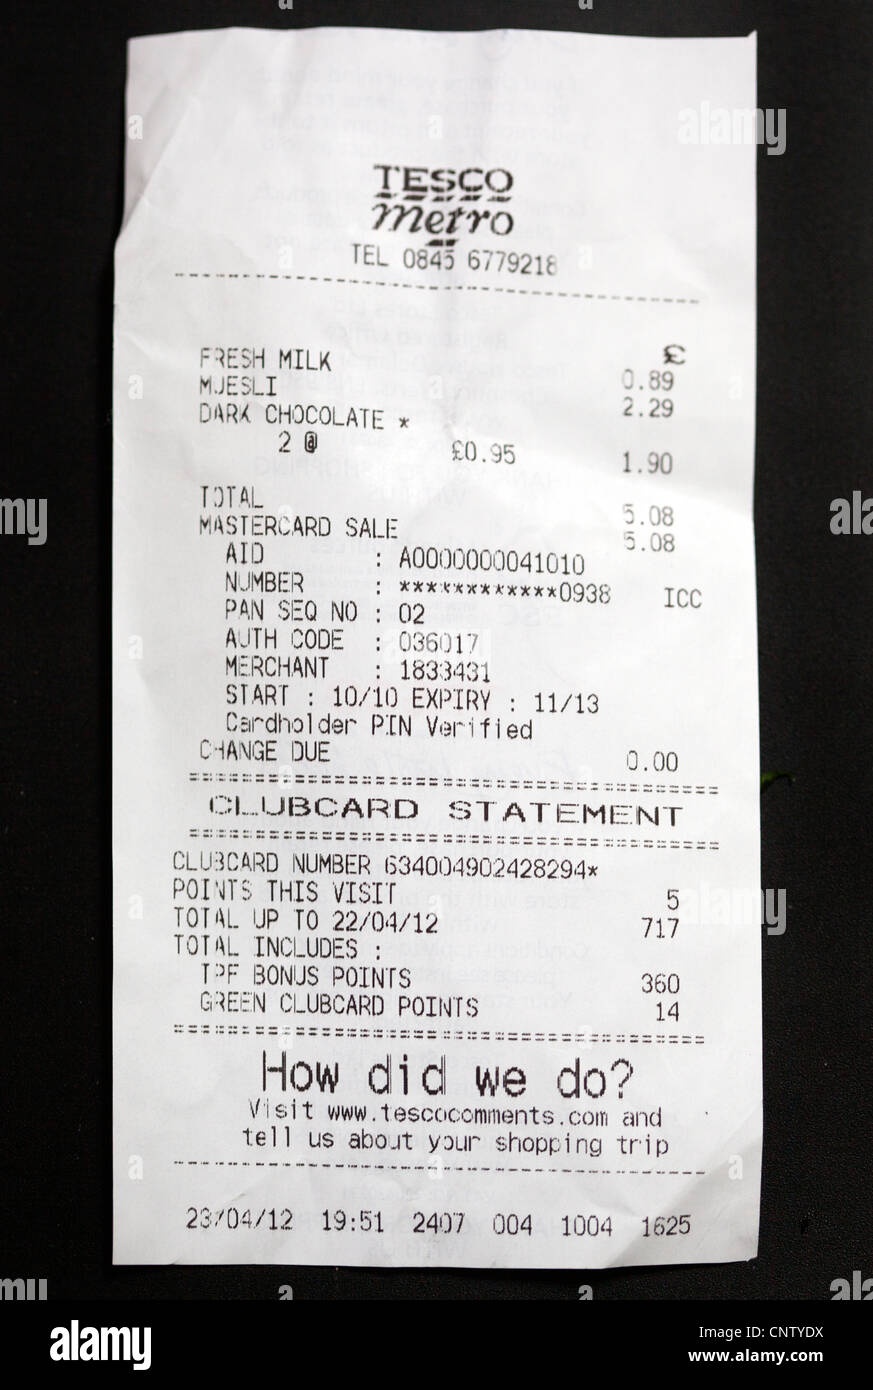 TESCO
Metro
TEL 0845 6779218
£
FRESH MILK 0.89
MUESLI 2.29
DARK CHOCOLATE *
2 @ £0.95 1.90
TOTAL 5.08
MASTERCARD SALE 5.08
AID : A0000000041010
NUMBER : ************0938 ICC
PAN SEQ NO : 02
AUTH CODE : 036017
MERCHANT : 1833431
START : 10/10 EXPIRY : 11/13
Cardholder PIN Verified
CHANGE DUE 0.00
CLUBCARD STATEMENT
CLUBCARD NUMBER 634004902428294*
POINTS THIS VISIT 5
TOTAL UP TO 22/04/12 717
TOTAL INCLUDES :
TPF BONUS POINTS 360
GREEN CLUBCARD POINTS 14
How did we do?
Visit www.tescocomments.com and
tell us about your shopping trip
23/04/12 19:51 2407 004 1004 1625
alamy
alamy
Image ID: CNTYDX
www.alamy.com